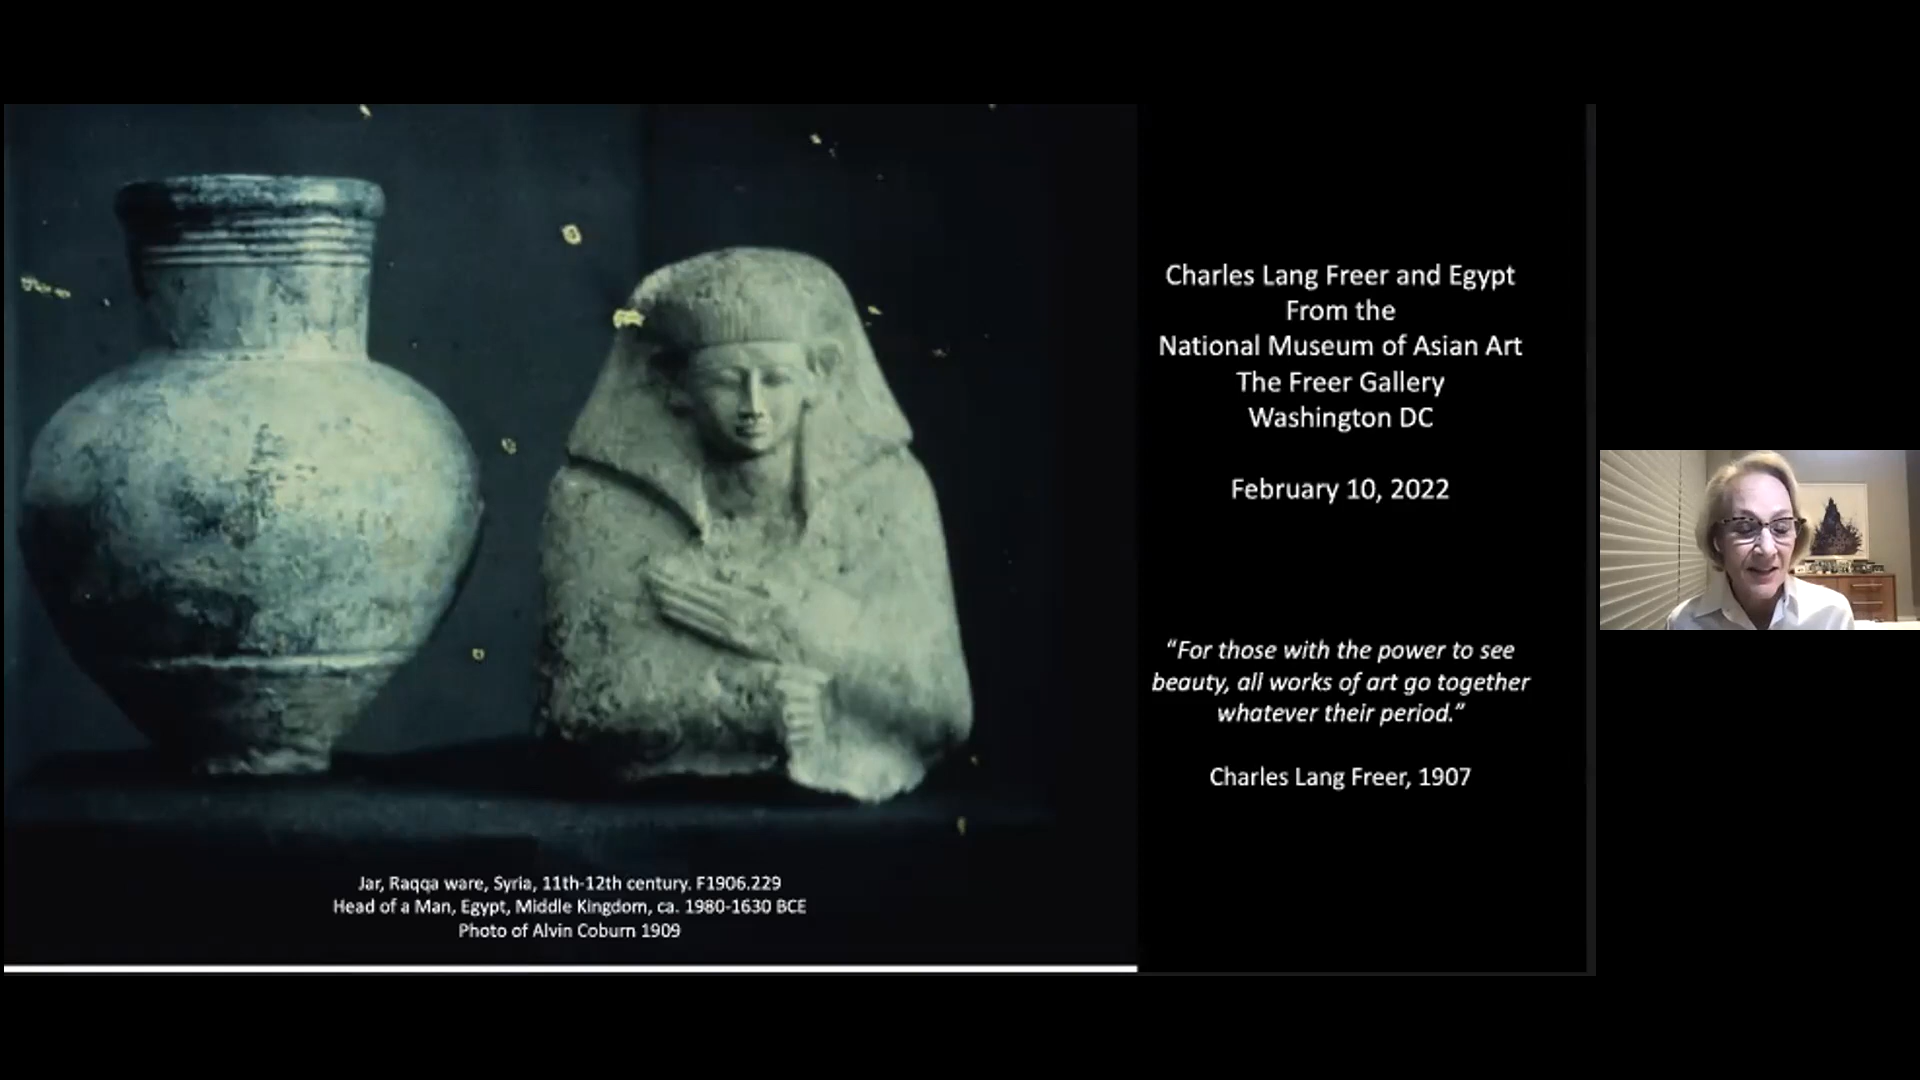 Charles Lang Freer and Egypt
From the
National Museum of Asian Art
The Freer Gallery
Washington DC
February 10, 2022
“For those with the power to see
beauty, all works of art go together
whatever their period.”
Charles Lang Freer, 1907
Jar, Raqqa ware, Syria, 11th-12th century. F1906.229
Head of a Man, Egypt, Middle Kingdom, ca. 1980-1630 BCE
Photo of Alvin Coburn 1909